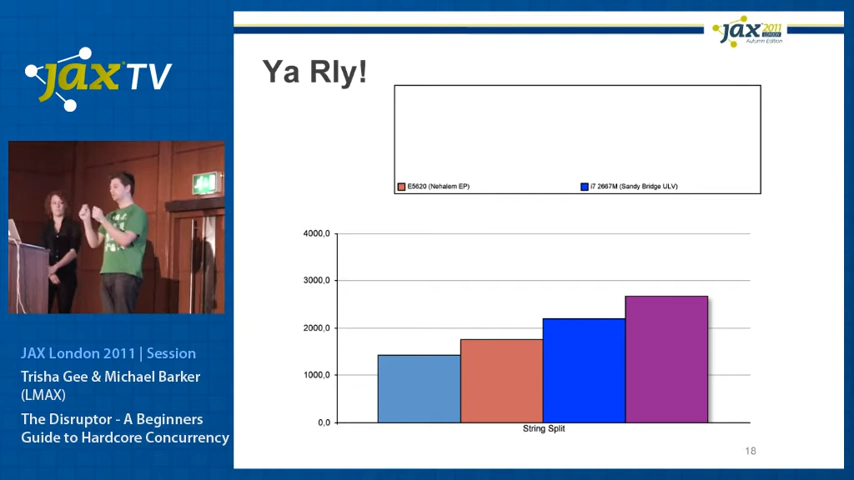 JAX TV
JAX London 2011 | Session
Trisha Gee & Michael Barker
(LMAX)
The Disruptor - A Beginners
Guide to Hardcore Concurrency
jax 2011
LONDON
Autumn Edition
Ya Rly!
E5620 (Nehalem EP)
i7 2667M (Sandy Bridge ULV)
4000,0
3000,0
2000,0
1000,0
0,0
String Split
18